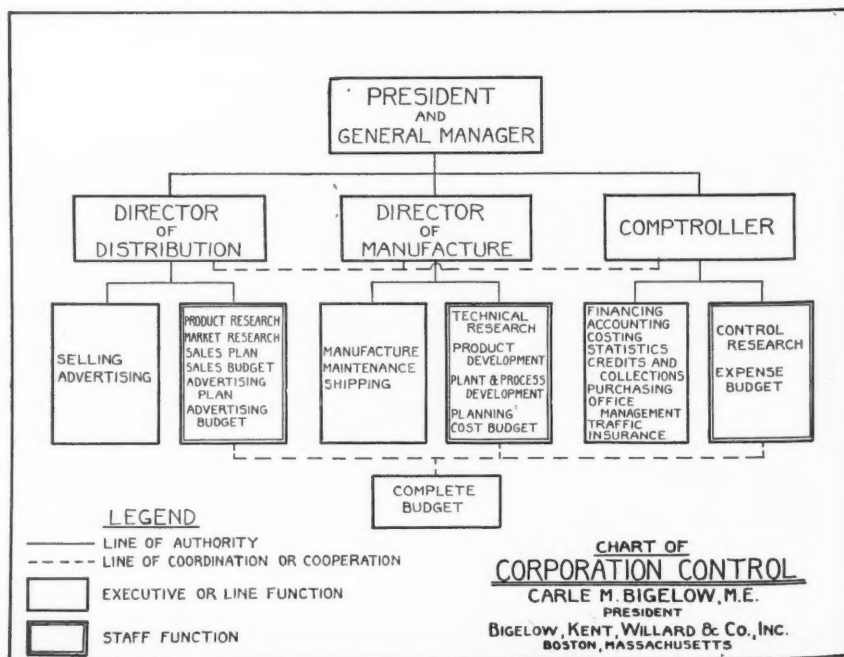 PRESIDENT
AND
GENERAL MANAGER
DIRECTOR
OF
DISTRIBUTION
DIRECTOR
OF
MANUFACTURE
COMPTROLLER
SELLING
ADVERTISING
PRODUCT RESEARCH
MARKET RESEARCH
SALES PLAN
SALES BUDGET
ADVERTISING
PLAN
ADVERTISING
BUDGET
MANUFACTURE
MAINTENANCE
SHIPPING
TECHNICAL
RESEARCH
PRODUCT
DEVELOPMENT
PLANT & PROCESS
DEVELOPMENT
PLANNING
COST BUDGET
FINANCING
ACCOUNTING
COSTING
STATISTICS
CREDITS AND
COLLECTIONS
PURCHASING
OFFICE
MANAGEMENT
TRAFFIC
INSURANCE
CONTROL
RESEARCH
EXPENSE
BUDGET
COMPLETE
BUDGET
LEGEND
LINE OF AUTHORITY
LINE OF COORDINATION OR COOPERATION
EXECUTIVE OR LINE FUNCTION
STAFF FUNCTION
CHART OF
CORPORATION CONTROL
CARLE M. BIGELOW, M.E.
PRESIDENT
BIGELOW, KENT, WILLARD & CO., INC.
BOSTON, MASSACHUSETTS